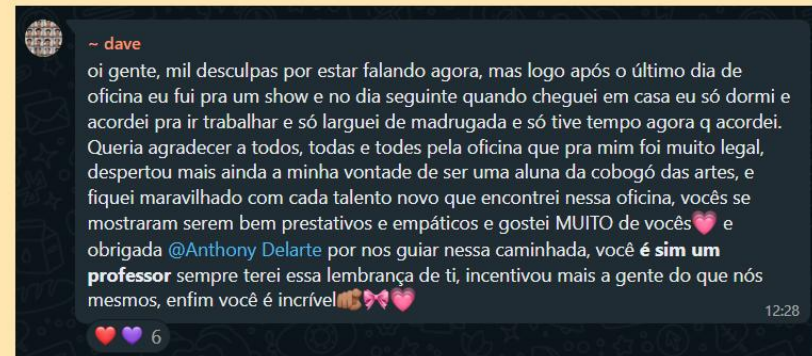 ~ dave
oi gente, mil desculpas por estar falando agora, mas logo após o último dia de
oficina eu fui pra um show e no dia seguinte quando cheguei em casa eu só dormi e
acordei pra ir trabalhar e só larguei de madrugada e só tive tempo agora q acordei.
Queria agradecer a todos, todas e todes pela oficina que pra mim foi muito legal,
despertou mais ainda a minha vontade de ser uma aluna da cobogó das artes, e
fiquei maravilhado com cada talento novo que encontrei nessa oficina, vocês se
mostraram serem bem prestativos e empáticos e gostei MUITO de vocês💗 e
obrigada @Anthony Delarte por nos guiar nessa caminhada, você é sim um
professor sempre terei essa lembrança de ti, incentivou mais a gente do que nós
mesmos, enfim você é incrível🫵🏽🎀💗
12:28
❤️ 💜 6